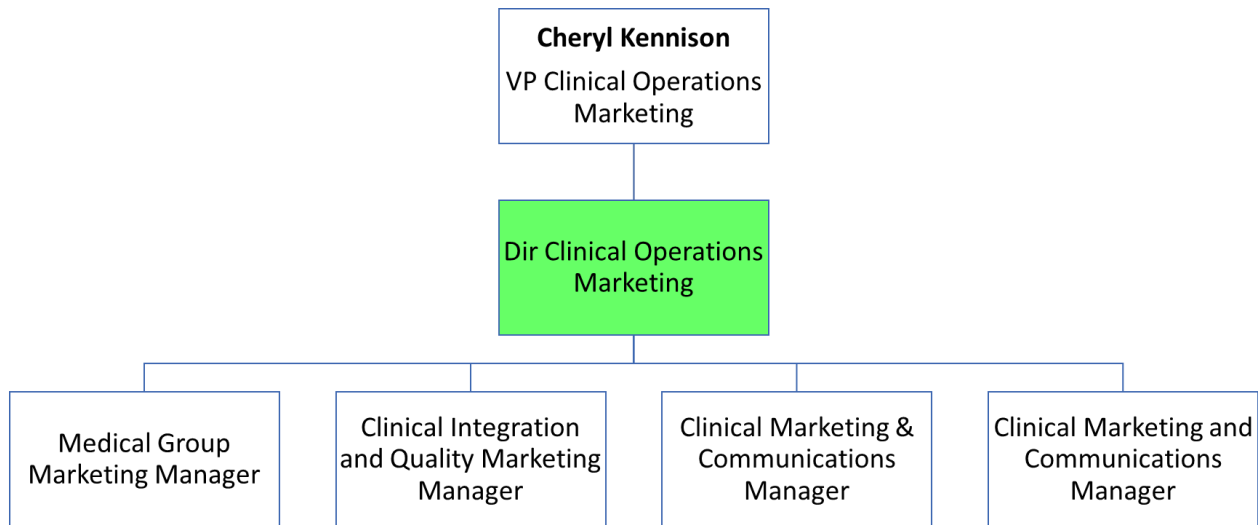 Cheryl Kennison
VP Clinical Operations
Marketing
Dir Clinical Operations
Marketing
Medical Group
Marketing Manager
Clinical Integration
and Quality Marketing
Manager
Clinical Marketing &
Communications
Manager
Clinical Marketing and
Communications
Manager